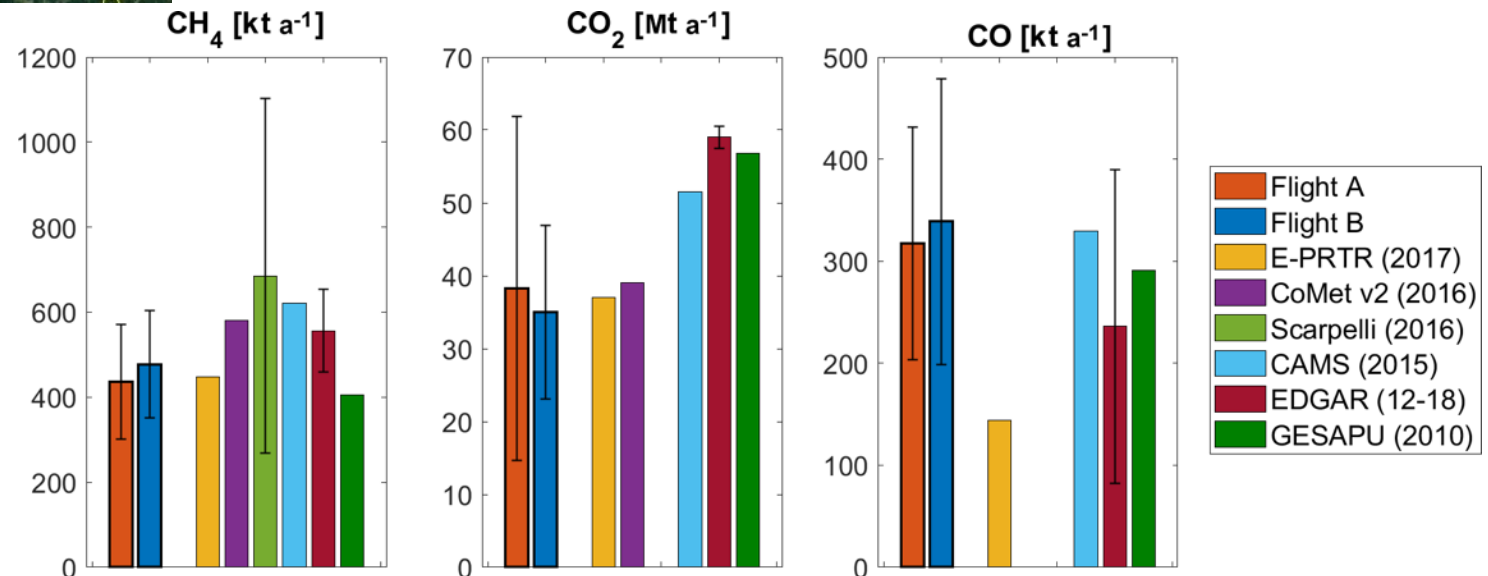 CH4 [kt a-1]
1200
1000
800
600
400
200
0
CO2 [Mt a-1]
70
60
50
40
30
20
10
0
CO [kt a-1]
500
400
300
200
100
0
Flight A
Flight B
E-PRTR (2017)
CoMet v2 (2016)
Scarpelli (2016)
CAMS (2015)
EDGAR (12-18)
GESAPU (2010)